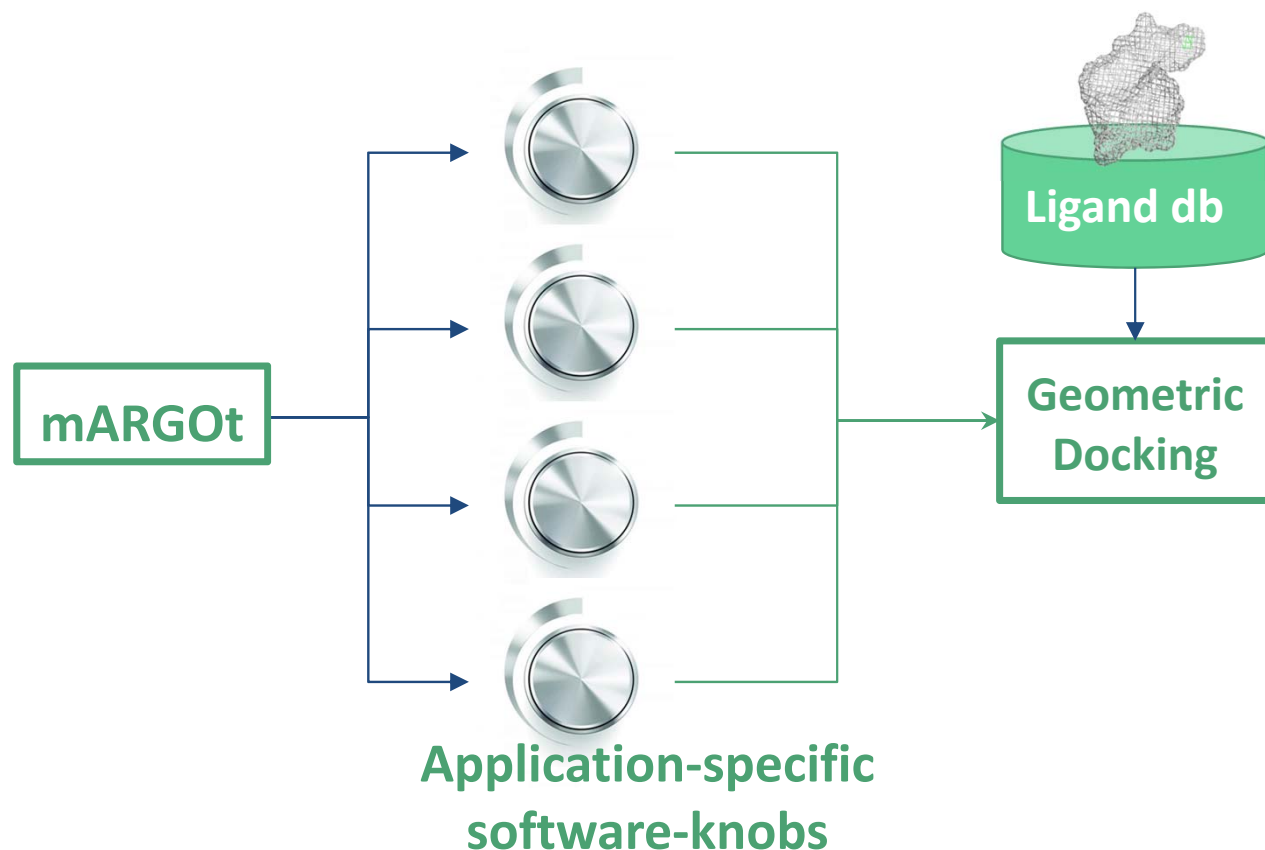 Ligand db
mARGOt
Geometric
Docking
Application-specific
software-knobs